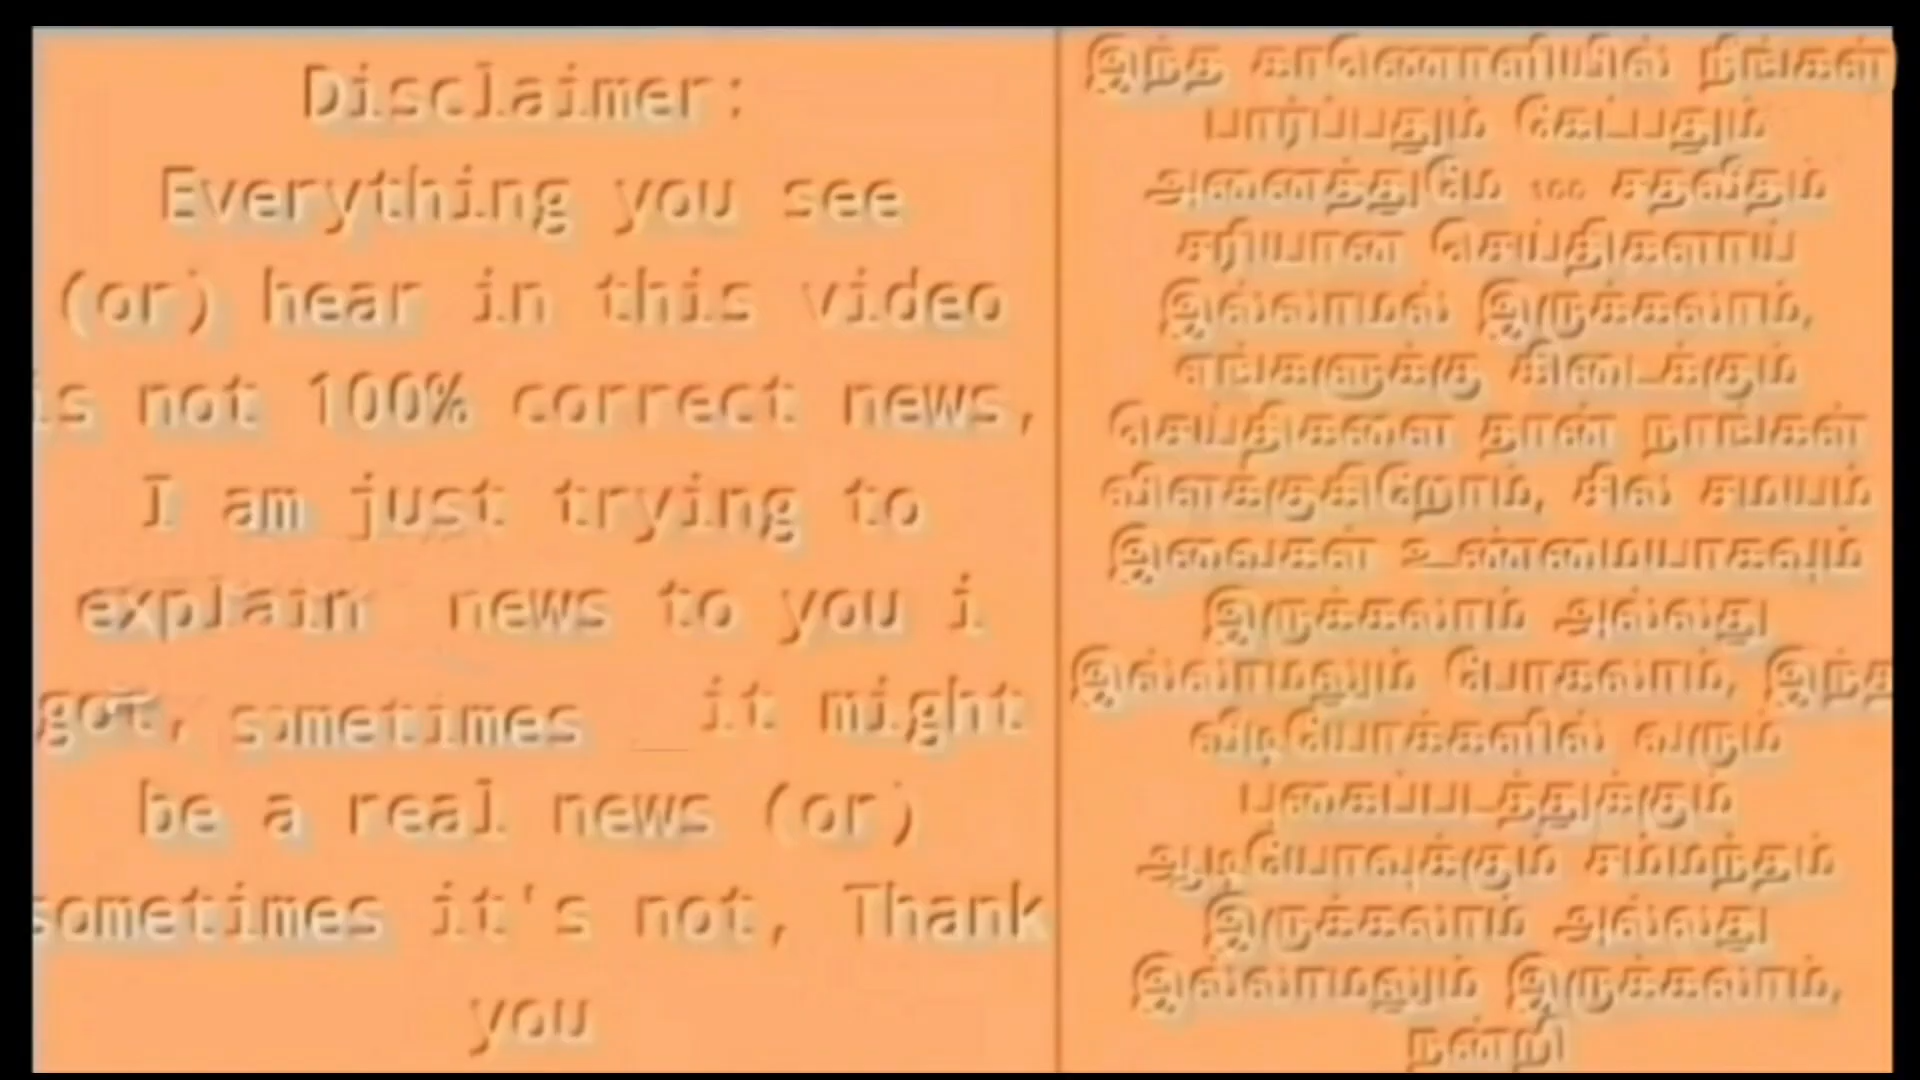 Disclaimer:
Everything you see
(or) hear in this video
is not 100% correct news,
I am just trying to
explain news to you i
got, sometimes it might
be a real news (or)
sometimes it's not, Thank
you
இந்த காணொளியில் நீங்கள்
பார்ப்பதும் கேட்பதும்
அனைத்துமே 100 சதவீதம்
சரியான செய்திகளாய்
இல்லாமல் இருக்கலாம்,
எங்களுக்கு கிடைக்கும்
செய்திகளை தான் நாங்கள்
விளக்குகிறோம், சில சமயம்
இவைகள் உண்மையாகவும்
இருக்கலாம் அல்லது
இல்லாமலும் போகலாம், இந்த
வீடியோக்களில் வரும்
புகைப்படத்துக்கும்
ஆடியோவுக்கும் சம்மந்தம்
இருக்கலாம் அல்லது
இல்லாமலும் இருக்கலாம்,
நன்றி